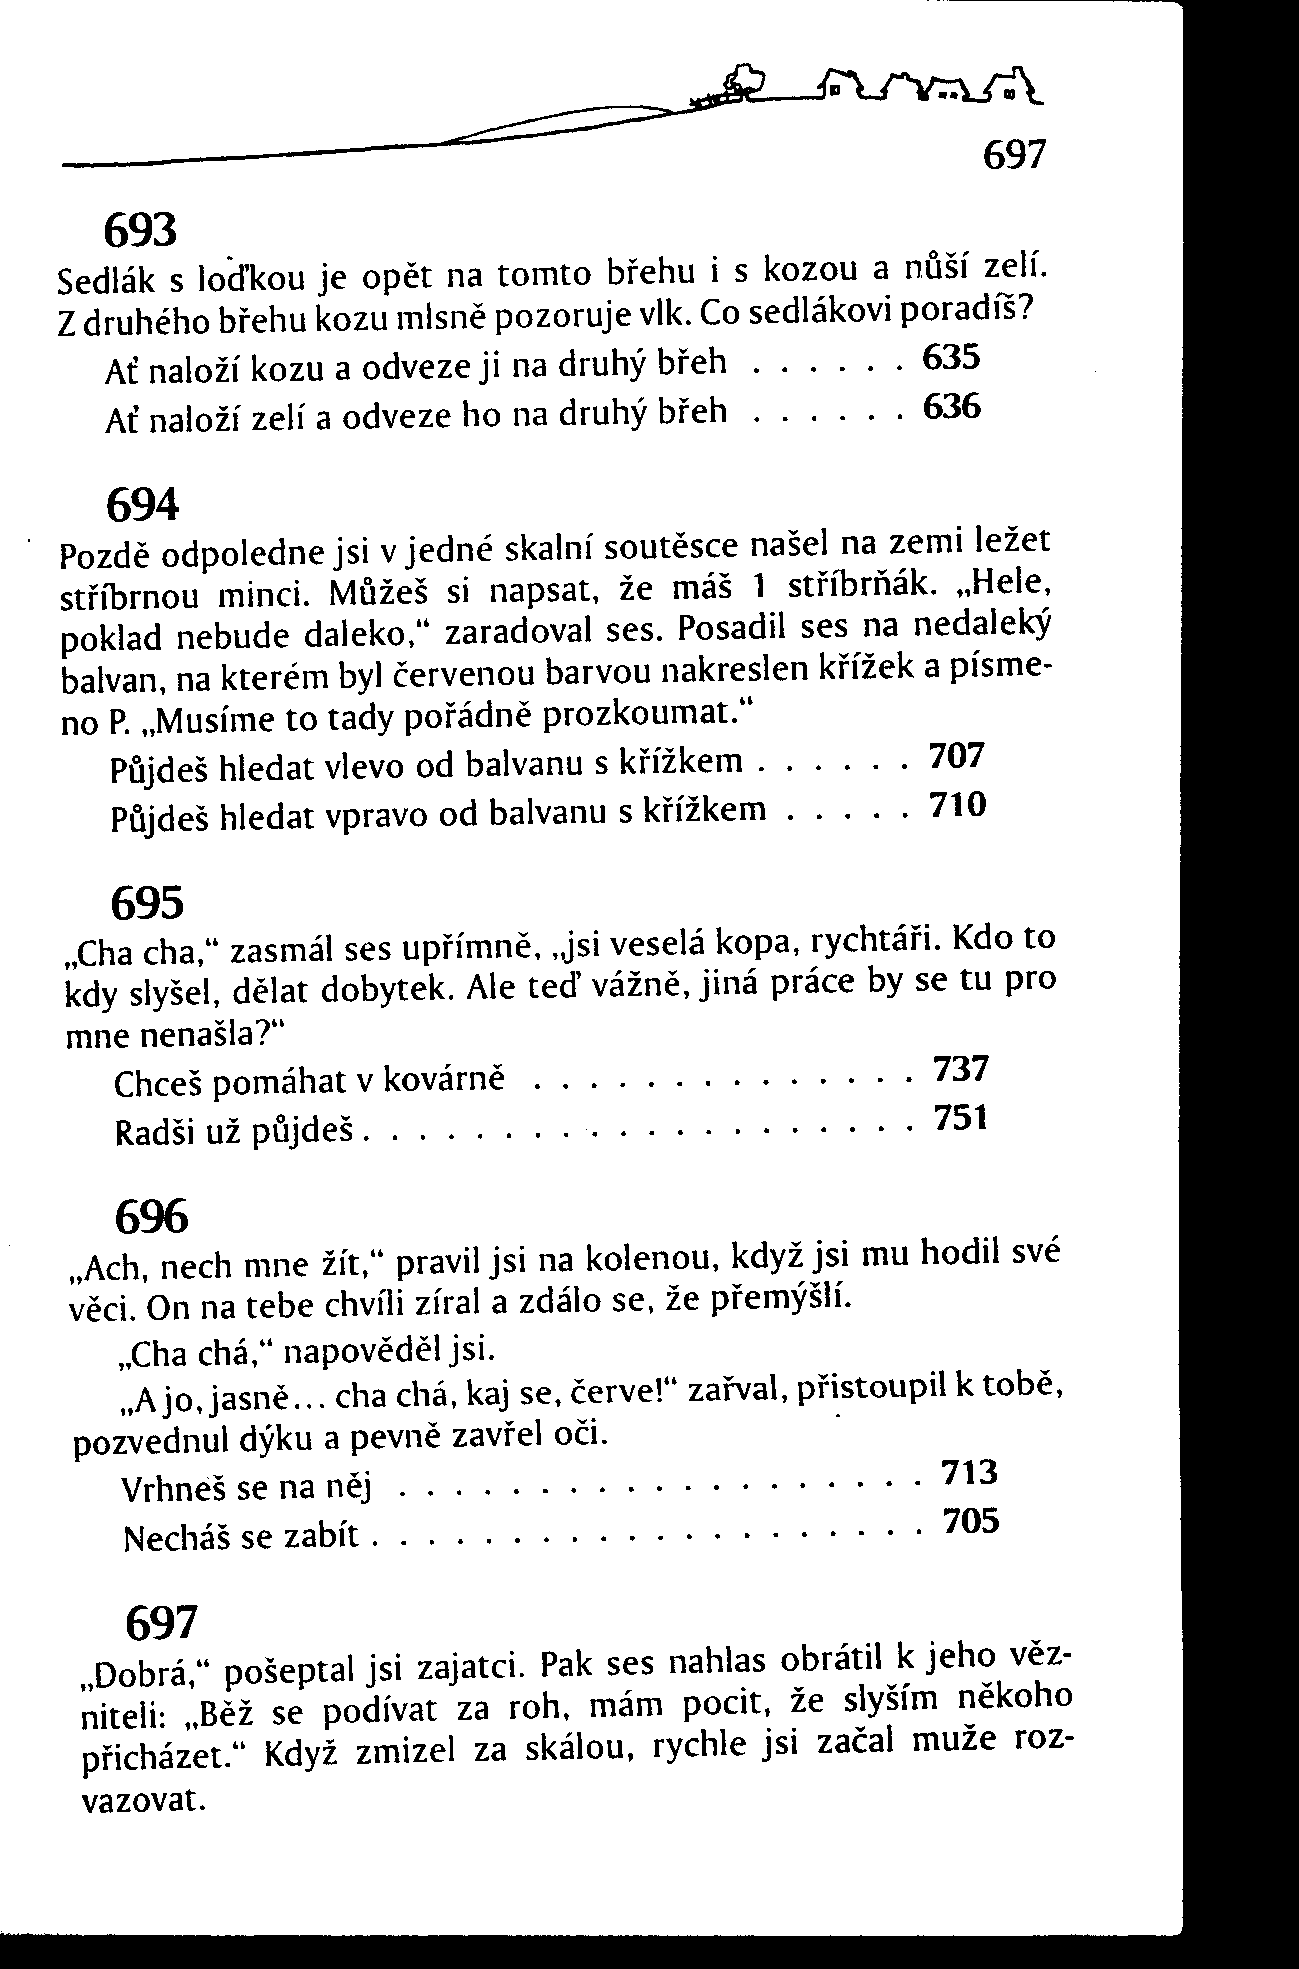 697
693
Sedlák s loďkou je opět na tomto břehu i s kozou a nůší zelí.
Z druhého břehu kozu mlsně pozoruje vlk. Co sedlákovi poradíš?
Ať naloží kozu a odveze ji na druhý břeh . . . . . . 635
Ať naloží zelí a odveze ho na druhý břeh . . . . . . 636
694
Pozdě odpoledne jsi v jedné skalní soutěsce našel na zemi ležet
stříbrnou minci. Můžeš si napsat, že máš 1 stříbrňák. „Hele,
poklad nebude daleko,“ zaradoval ses. Posadil ses na nedaleký
balvan, na kterém byl červenou barvou nakreslen křížek a písme-
no P. „Musíme to tady pořádně prozkoumat.“
Půjdeš hledat vlevo od balvanu s křížkem . . . . . . 707
Půjdeš hledat vpravo od balvanu s křížkem . . . . . 710
695
„Cha cha,“ zasmál ses upřímně, „jsi veselá kopa, rychtáři. Kdo to
kdy slyšel, dělat dobytek. Ale teď vážně, jiná práce by se tu pro
mne nenašla?“
Chceš pomáhat v kovárně . . . . . . . . . . . . . . 737
Radši už půjdeš . . . . . . . . . . . . . . . . . . . . 751
696
„Ach, nech mne žít,“ pravil jsi na kolenou, když jsi mu hodil své
věci. On na tebe chvíli zíral a zdálo se, že přemýšlí.
„Cha chá,“ napověděl jsi.
„A jo, jasně... cha chá, kaj se, červe!“ zařval, přistoupil k tobě,
pozvednul dýku a pevně zavřel oči.
Vrhneš se na něj . . . . . . . . . . . . . . . . . . . 713
Necháš se zabít . . . . . . . . . . . . . . . . . . . . 705
697
„Dobrá,“ pošeptal jsi zajatci. Pak ses nahlas obrátil k jeho věz-
niteli: „Běž se podívat za roh, mám pocit, že slyším někoho
přicházet.“ Když zmizel za skálou, rychle jsi začal muže roz-
vazovat.